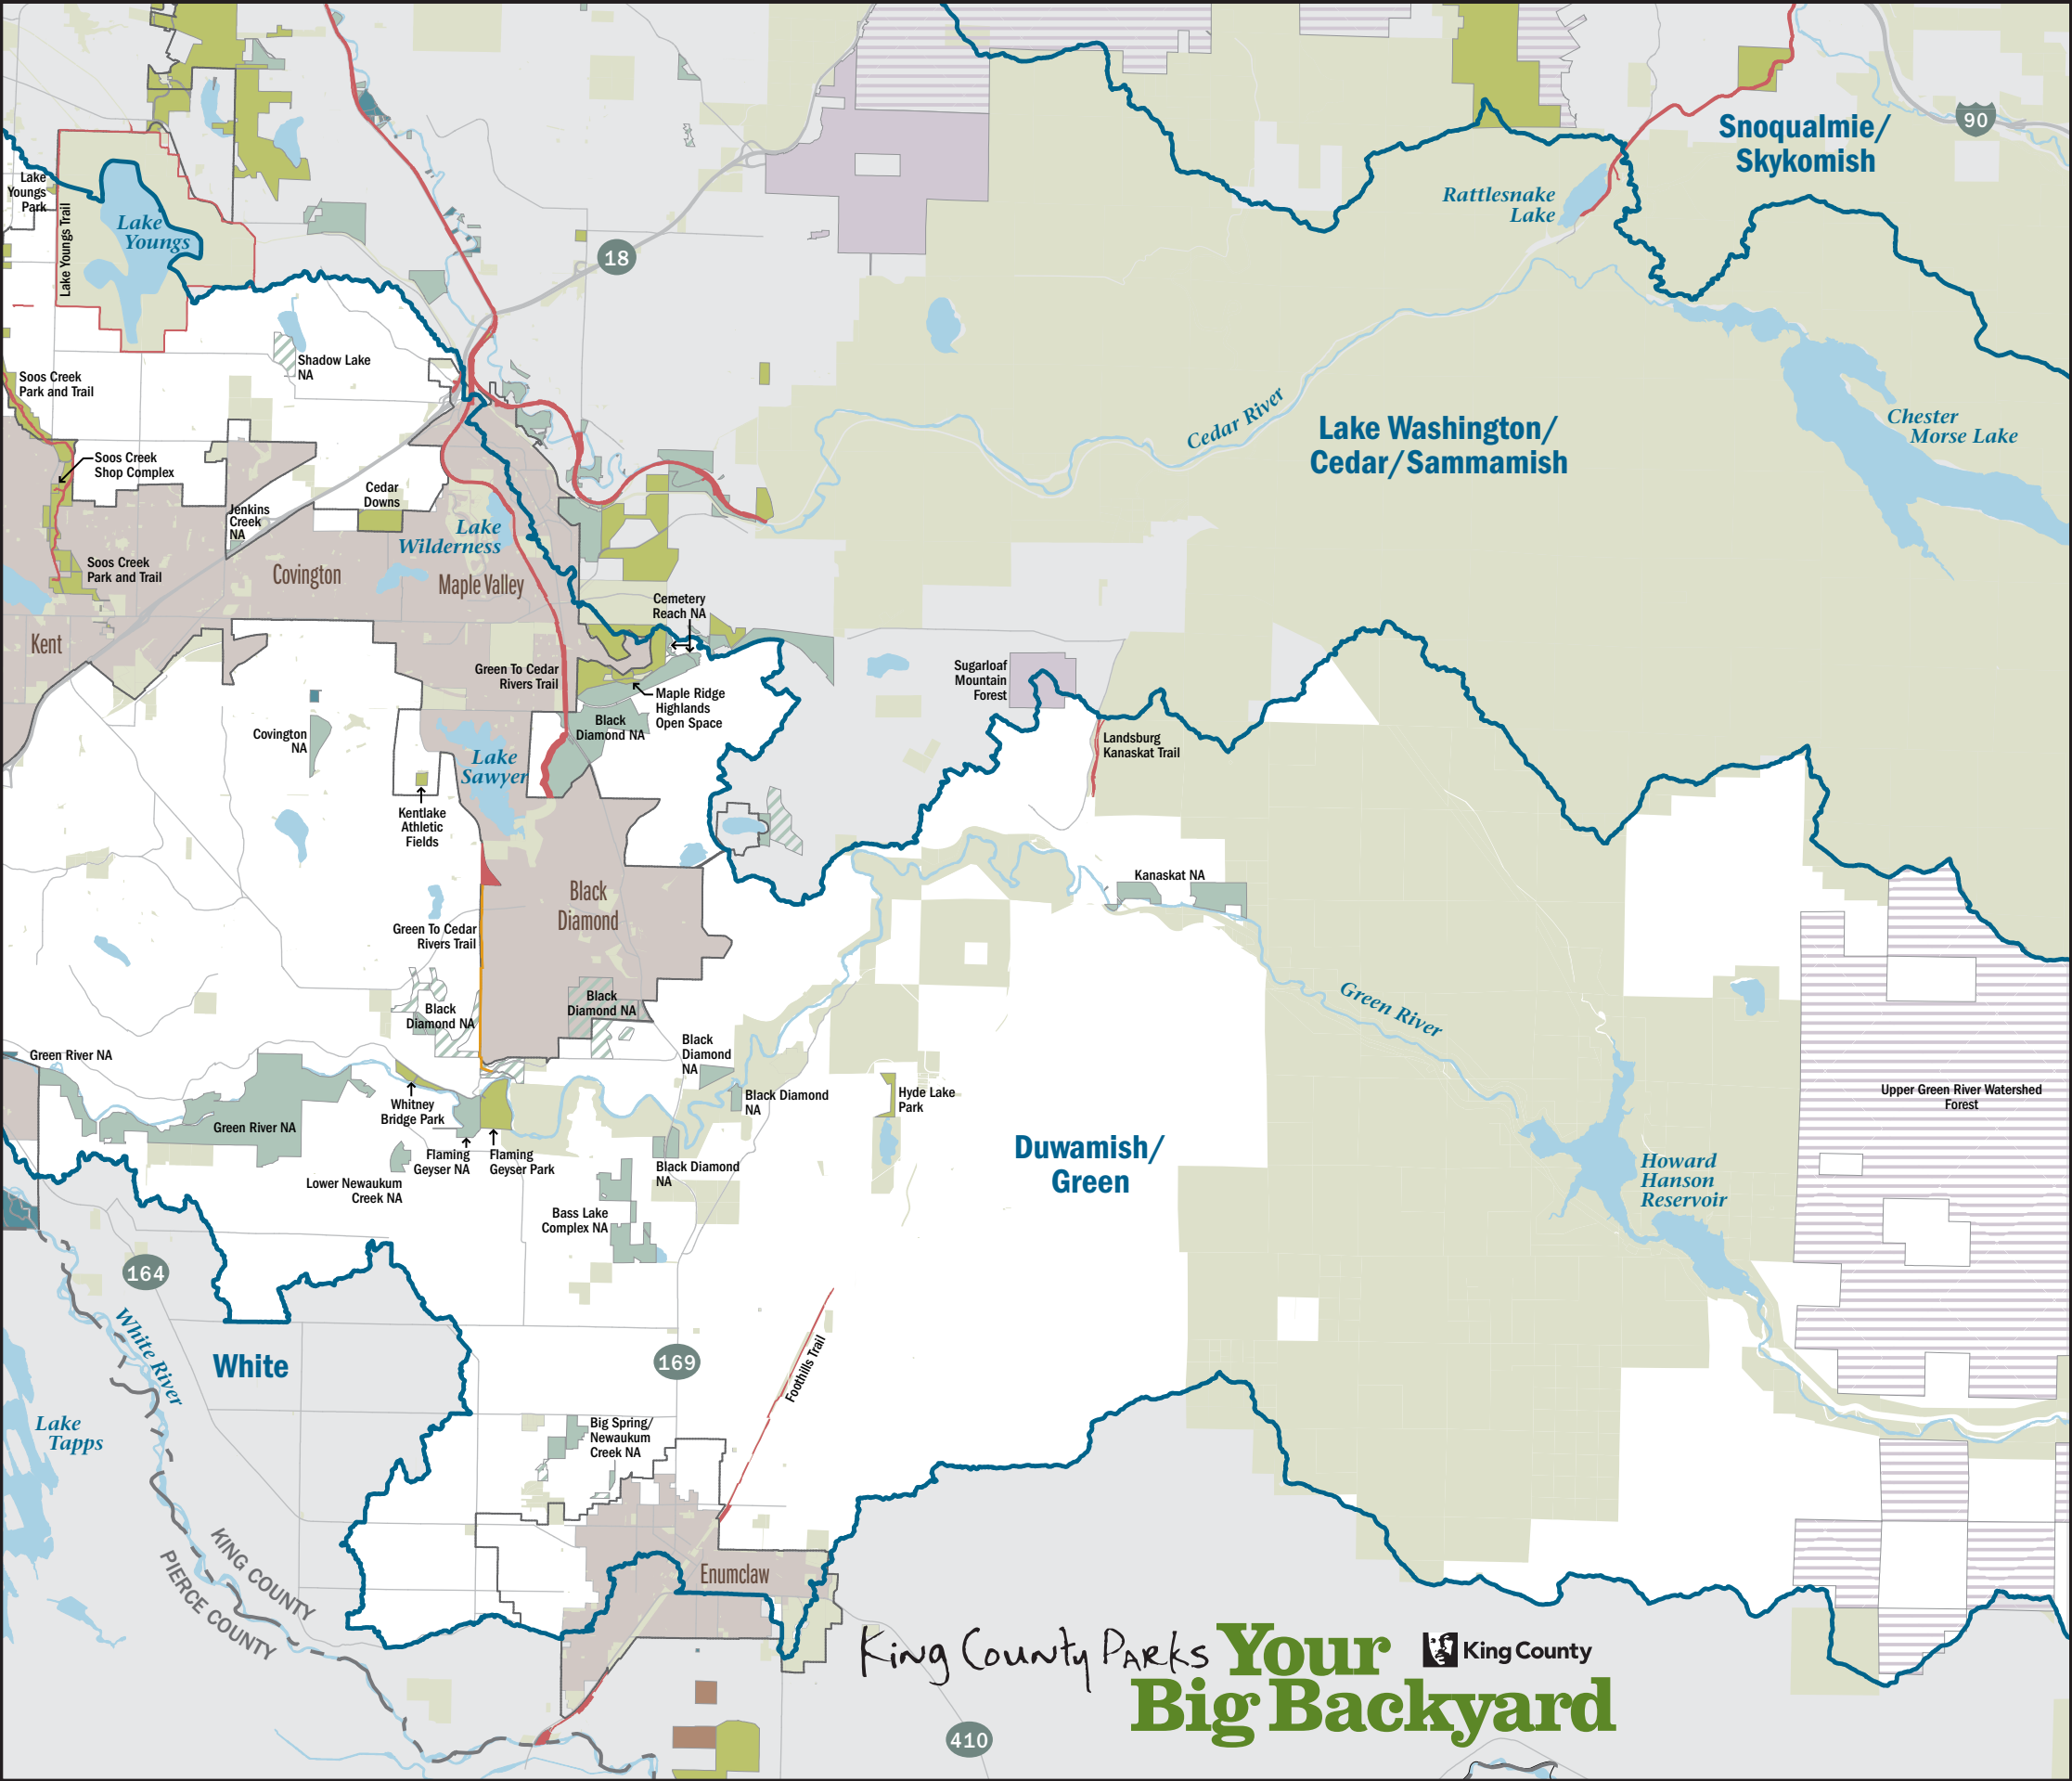 90
Snoqualmie/
Skykomish
Lake
Youngs
Park
Lake Youngs Trail
Lake
Youngs
Rattlesnake
Lake
18
Shadow Lake
NA
Soos Creek
Park and Trail
Cedar River
Lake Washington/
Cedar/Sammamish
Chester
Morse Lake
Soos Creek
Shop Complex
Cedar
Downs
Jenkins
Creek
NA
Lake
Wilderness
Soos Creek
Park and Trail
Covington
Maple Valley
Kent
Cemetery
Reach NA
Green To Cedar
Rivers Trail
Maple Ridge
Highlands
Open Space
Sugarloaf
Mountain
Forest
Black
Diamond NA
Covington
NA
Landsburg
Kanaskat Trail
Lake
Sawyer
Kentlake
Athletic
Fields
Kanaskat NA
Black
Diamond
Green To Cedar
Rivers Trail
Green River
Black
Diamond NA
Black
Diamond NA
Black
Diamond
NA
Green River NA
Black Diamond
NA
Hyde Lake
Park
Upper Green River Watershed
Forest
Whitney
Bridge Park
Green River NA
Flaming
Geyser NA
Flaming
Geyser Park
Black Diamond
NA
Lower Newaukum
Creek NA
Duwamish/
Green
Howard
Hanson
Reservoir
Bass Lake
Complex NA
164
White River
White
169
Foothills Trail
Lake
Tapps
Big Spring/
Newaukum
Creek NA
KING COUNTY
PIERCE COUNTY
Enumclaw
King County Parks
Your
Big Backyard
King County
410